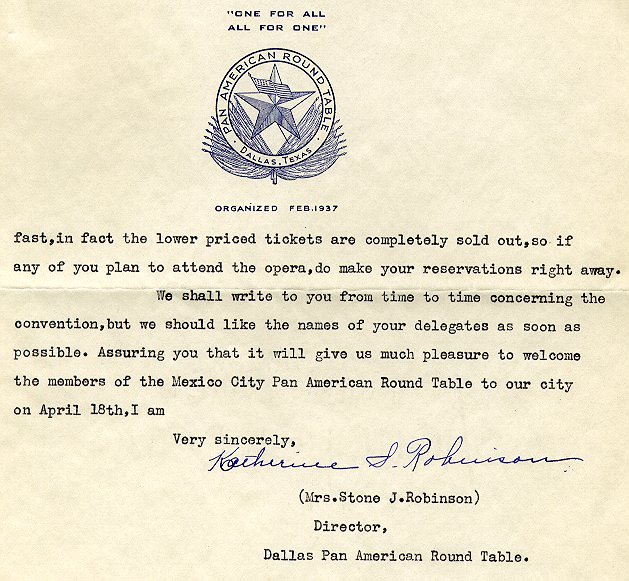 "ONE FOR ALL
ALL FOR ONE"
PAN AMERICAN ROUND TABLE
· DALLAS, TEXAS ·
ORGANIZED FEB. 1937
fast,in fact the lower priced tickets are completely sold out,so if
any of you plan to attend the opera,do make your reservations right away.
We shall write to you from time to time concerning the
convention,but we should like the names of your delegates as soon as
possible. Assuring you that it will give us much pleasure to welcome
the members of the Mexico City Pan American Round Table to our city
on April 18th,I am
Very sincerely,
Katherine S. Robinson
(Mrs.Stone J.Robinson)
Director,
Dallas Pan American Round Table.